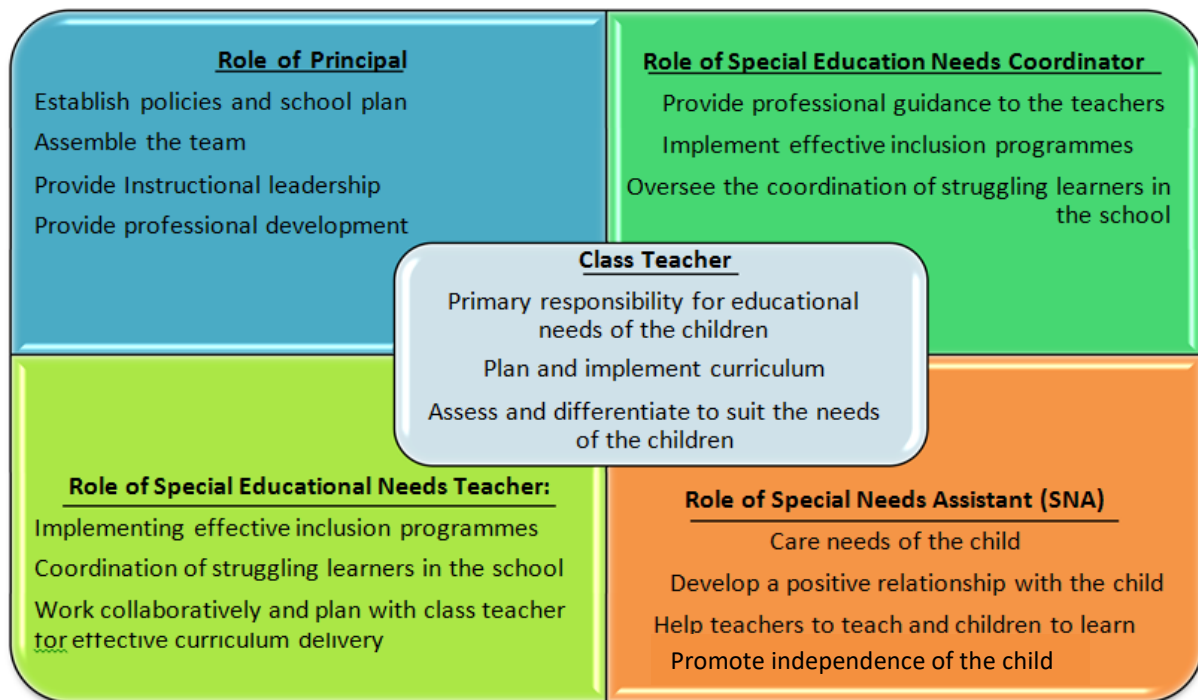 Role of Principal
Establish policies and school plan
Assemble the team
Provide Instructional leadership
Provide professional development
Role of Special Education Needs Coordinator
Provide professional guidance to the teachers
Implement effective inclusion programmes
Oversee the coordination of struggling learners in
the school
Class Teacher
Primary responsibility for educational
needs of the children
Plan and implement curriculum
Assess and differentiate to suit the needs
of the children
Role of Special Educational Needs Teacher:
Implementing effective inclusion programmes
Coordination of struggling learners in the school
Work collaboratively and plan with class teacher
for effective curriculum delivery
Role of Special Needs Assistant (SNA)
Care needs of the child
Develop a positive relationship with the child
Help teachers to teach and children to learn
Promote independence of the child